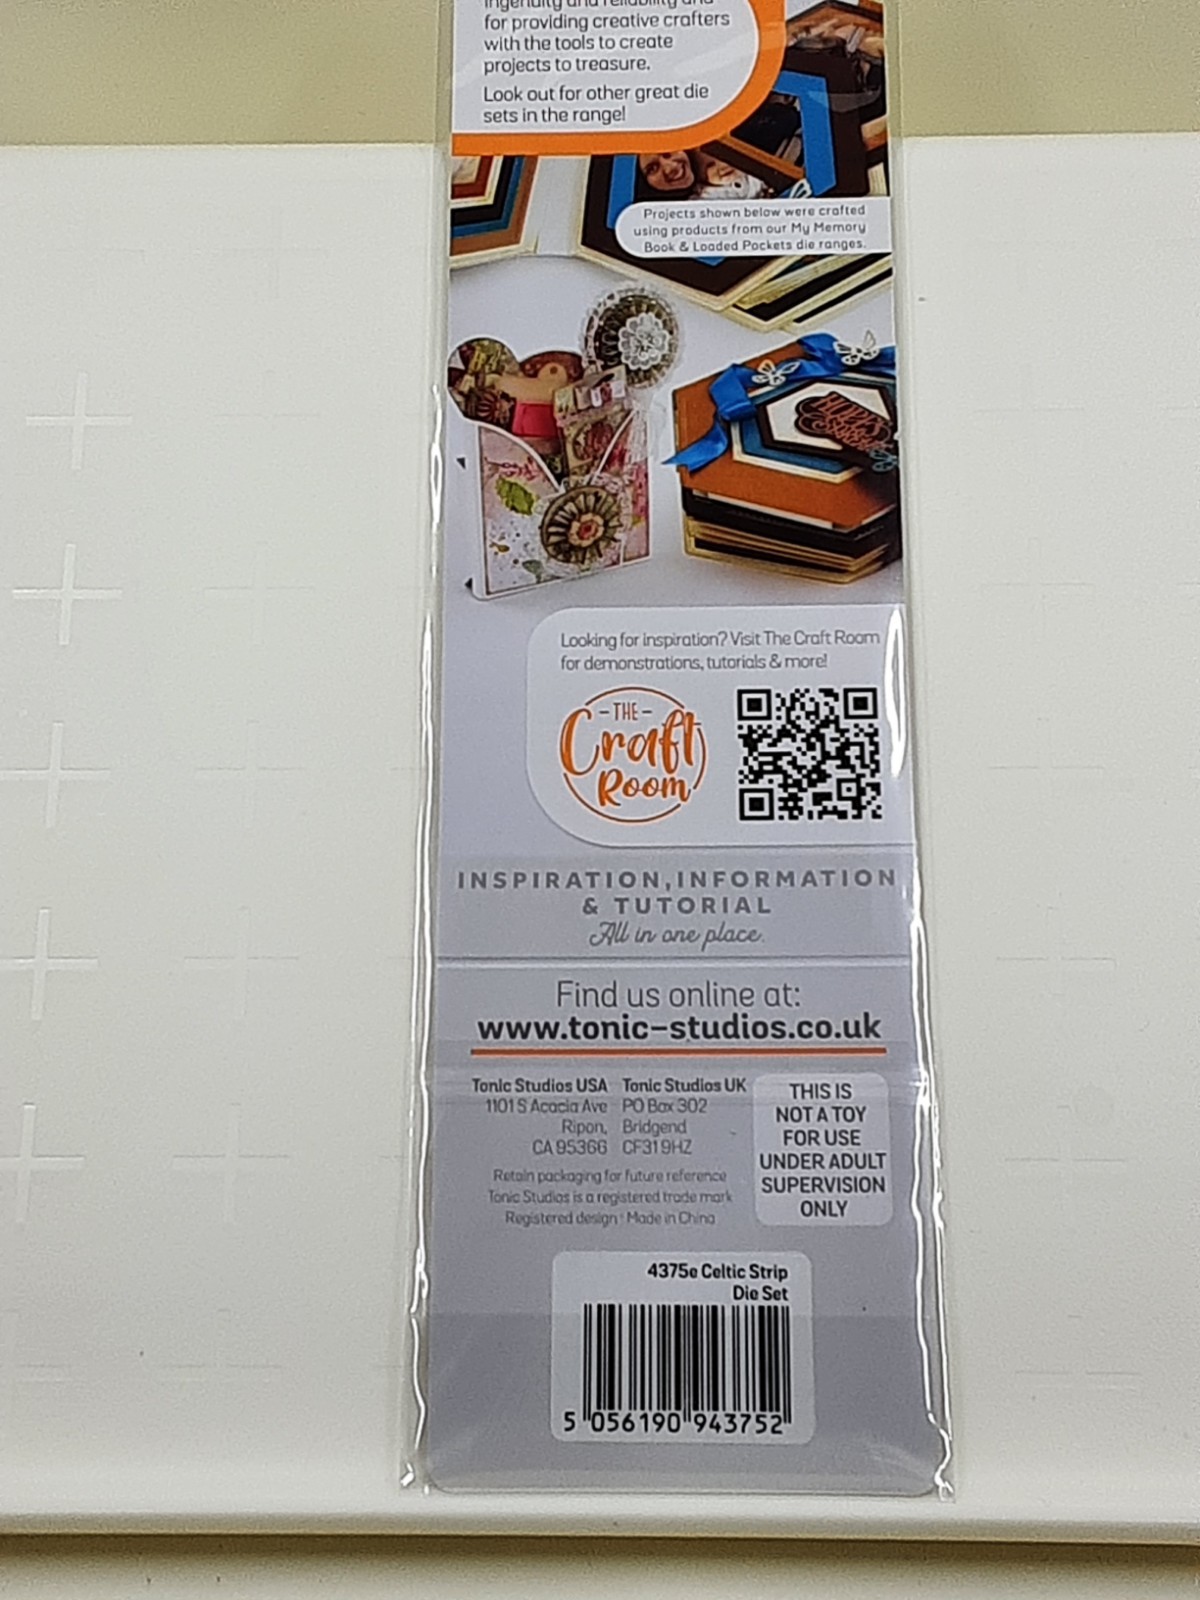 ingenuity and reliability and
for providing creative crafters
with the tools to create
projects to treasure.
Look out for other great die
sets in the range!
Projects shown below were crafted
using products from our My Memory
Book & Loaded Pockets die ranges.
Looking for inspiration? Visit The Craft Room
for demonstrations, tutorials & more!
-THE-
Craft
Room
INSPIRATION, INFORMATION
& TUTORIAL
All in one place.
Find us online at:
www.tonic-studios.co.uk
Tonic Studios USA
1101 S Acacia Ave
Ripon,
CA 95366
Tonic Studios UK
PO Box 302
Bridgend
CF31 9HZ
Retain packaging for future reference
Tonic Studios is a registered trade mark
Registered design · Made in China
THIS IS
NOT A TOY
FOR USE
UNDER ADULT
SUPERVISION
ONLY
4375e Celtic Strip
Die Set
5 056190 943752